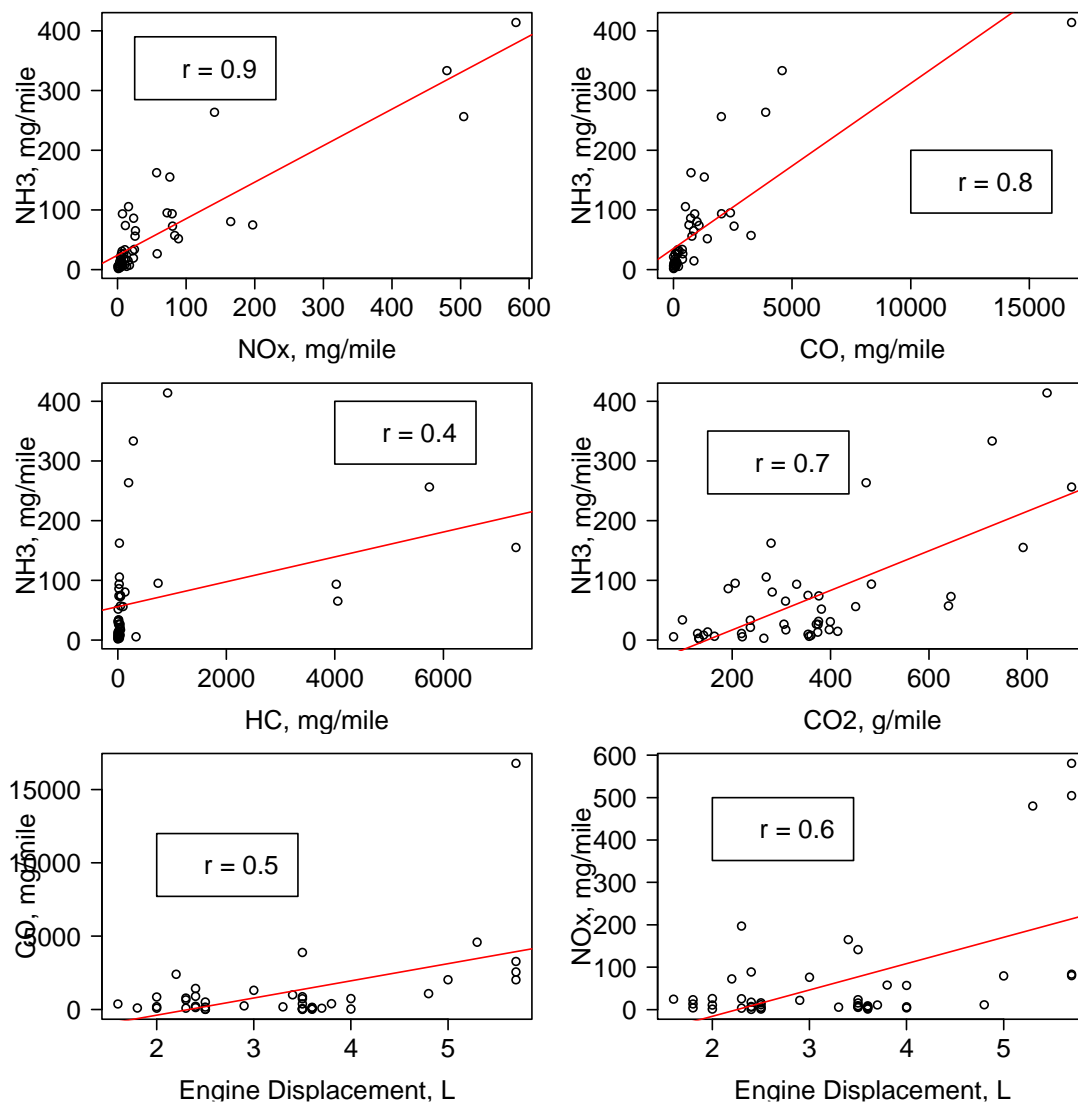 NH3, mg/mile
400
300
200
100
0
r = 0.9
0 100 200 300 400 500 600
NOx, mg/mile
NH3, mg/mile
400
300
200
100
0
r = 0.8
0 5000 10000 15000
CO, mg/mile
NH3, mg/mile
400
300
200
100
0
r = 0.4
0 2000 4000 6000
HC, mg/mile
NH3, mg/mile
400
300
200
100
0
r = 0.7
200 400 600 800
CO2, g/mile
CO, mg/mile
15000
10000
5000
0
r = 0.5
2 3 4 5
Engine Displacement, L
NOx, mg/mile
600
500
400
300
200
100
0
r = 0.6
2 3 4 5
Engine Displacement, L